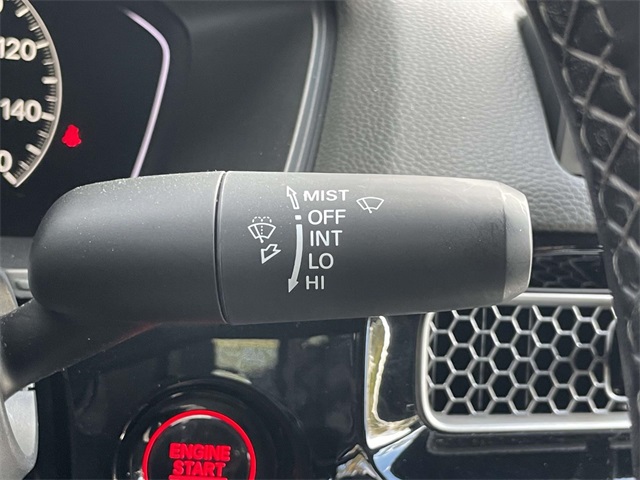 120
140
MIST
OFF
INT
LO
HI
ENGINE
START